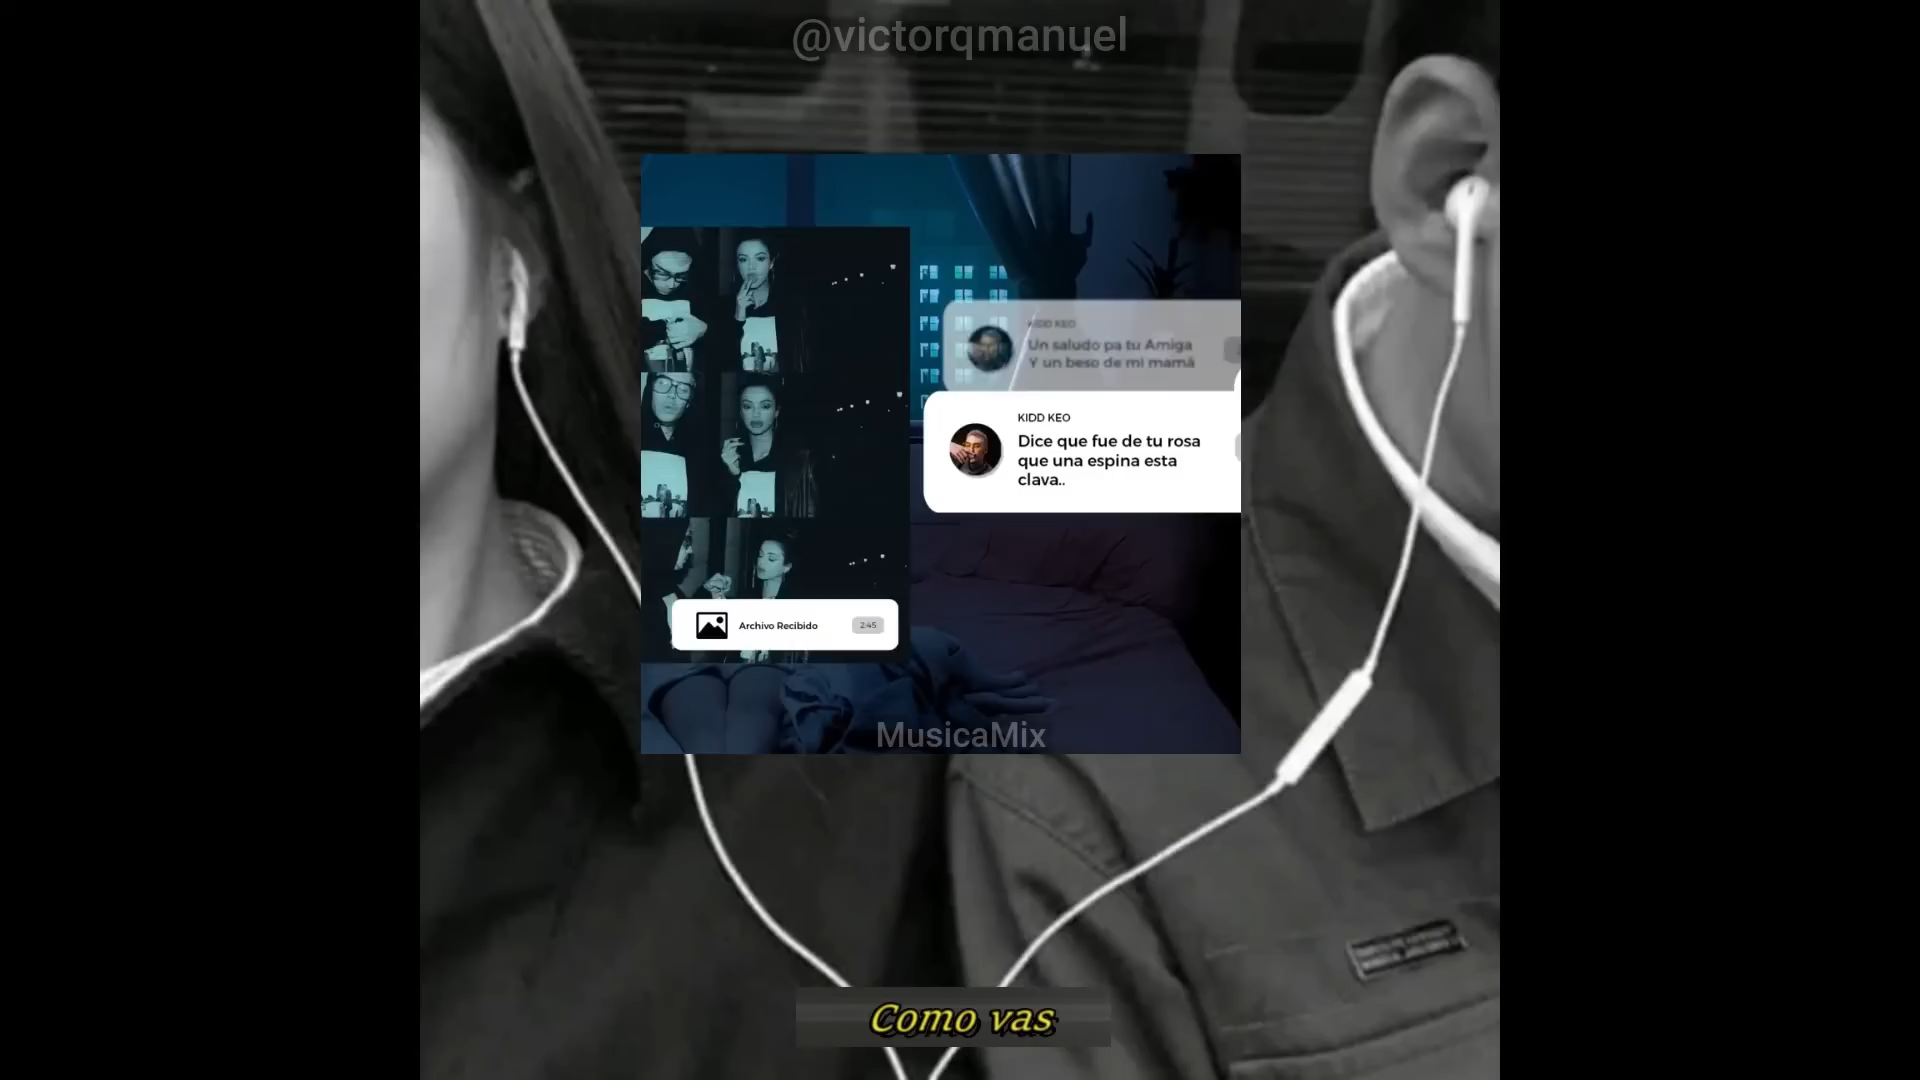 @victorqmanuel
KIDD KEO
Un saludo pa tu Amiga
Y un beso de mi mamá
KIDD KEO
Dice que fue de tu rosa
que una espina esta
clava..
Archivo Recibido
2:45
MusicaMix
Como vas